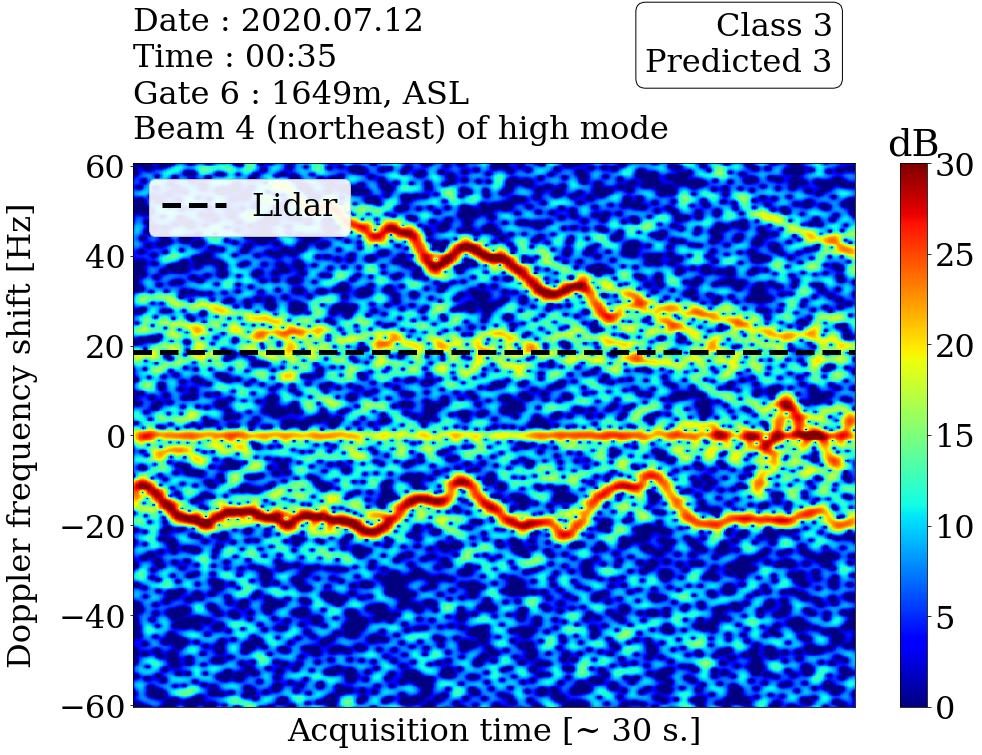 Date : 2020.07.12
Time : 00:35
Gate 6 : 1649m, ASL
Beam 4 (northeast) of high mode
Class 3
Predicted 3
dB
Lidar
Doppler frequency shift [Hz]
60
40
20
0
−20
−40
−60
30
25
20
15
10
5
0
Acquisition time [~ 30 s.]